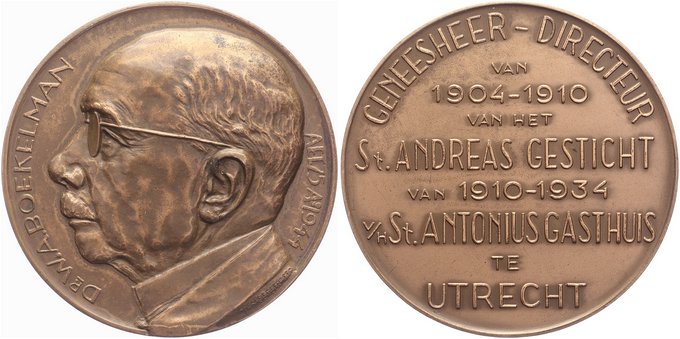 DR W.A. BOEKELMAN
GENEESHEER - DIRECTEUR
VAN
1904-1910
VAN HET
St. ANDREAS GESTICHT
VAN 1910-1934
v/h St. ANTONIUS GASTHUIS
TE
UTRECHT